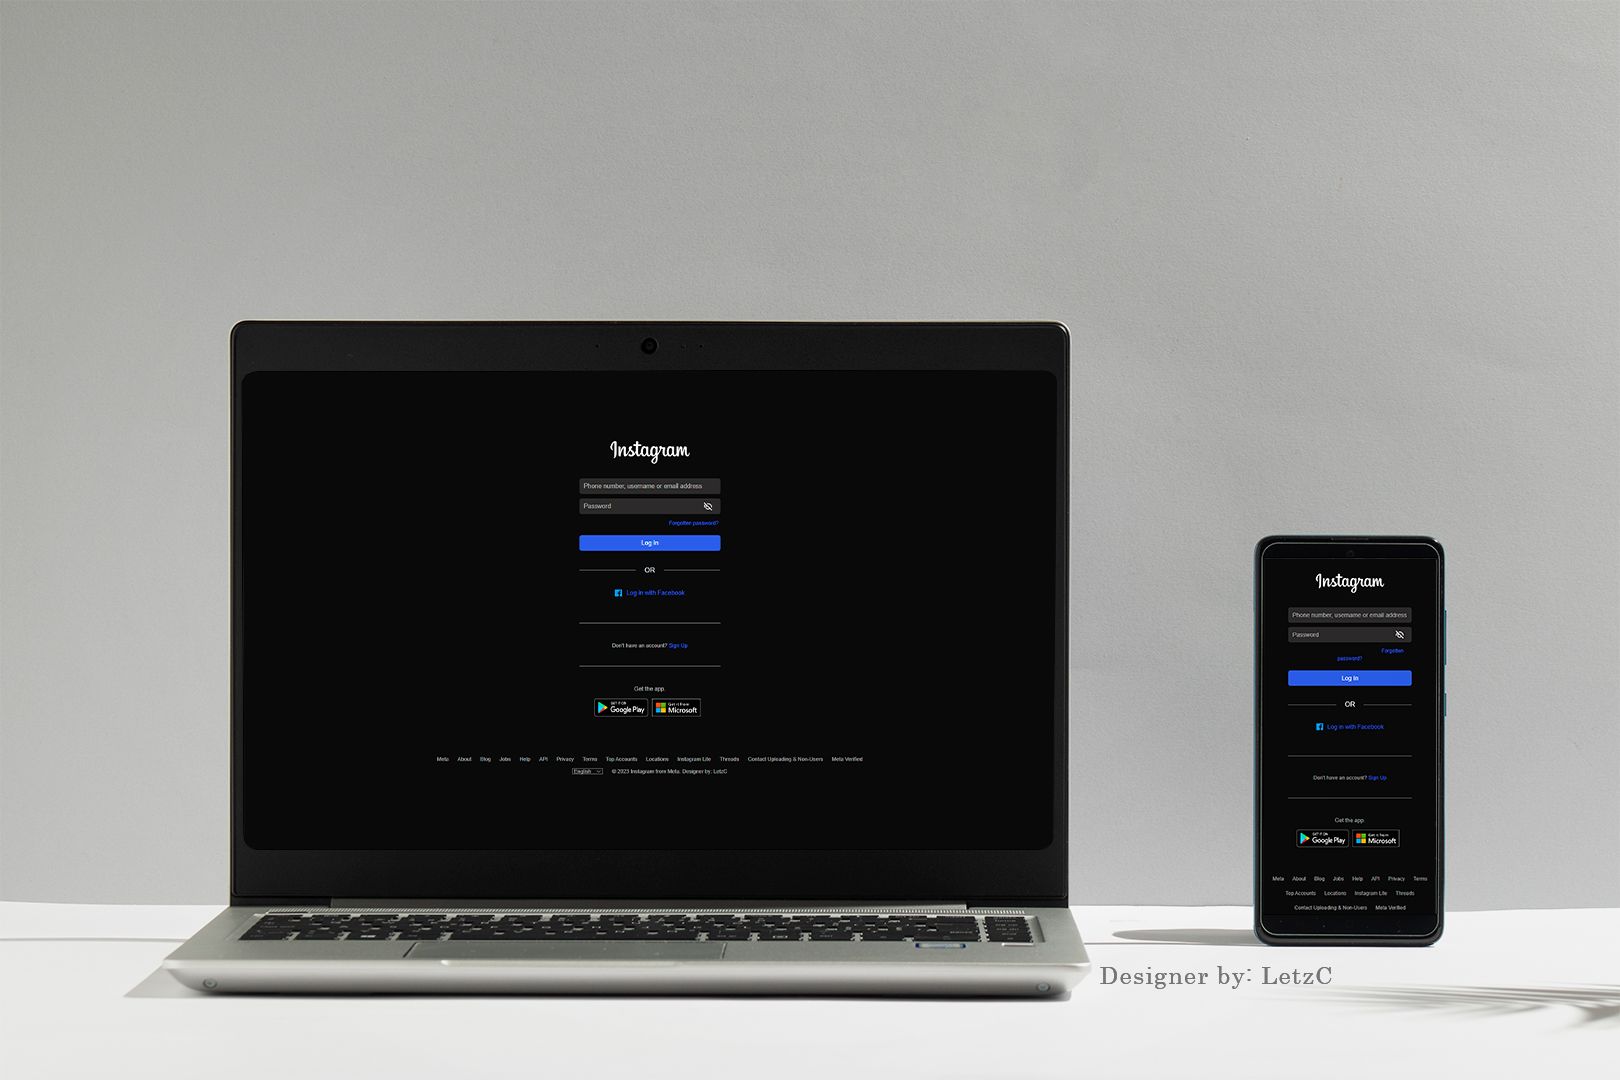 Instagram
Phone number, username or email address
Password
Forgotten password?
Log in
OR
Log in with Facebook
Don't have an account? Sign Up
Get the app.
GET IT ON
Google Play
Get it from
Microsoft
Meta About Blog Jobs Help API Privacy Terms Top Accounts Locations Instagram Lite Threads Contact Uploading & Non-Users Meta Verified
English © 2023 Instagram from Meta. Designer by: LetzC
Instagram
Phone number, username or email address
Password
Forgotten
password?
Log in
OR
Log in with Facebook
Don't have an account? Sign Up
Get the app.
GET IT ON
Google Play
Get it from
Microsoft
Meta About Blog Jobs Help API Privacy Terms
Top Accounts Locations Instagram Lite Threads
Contact Uploading & Non-Users Meta Verified
Designer by: LetzC